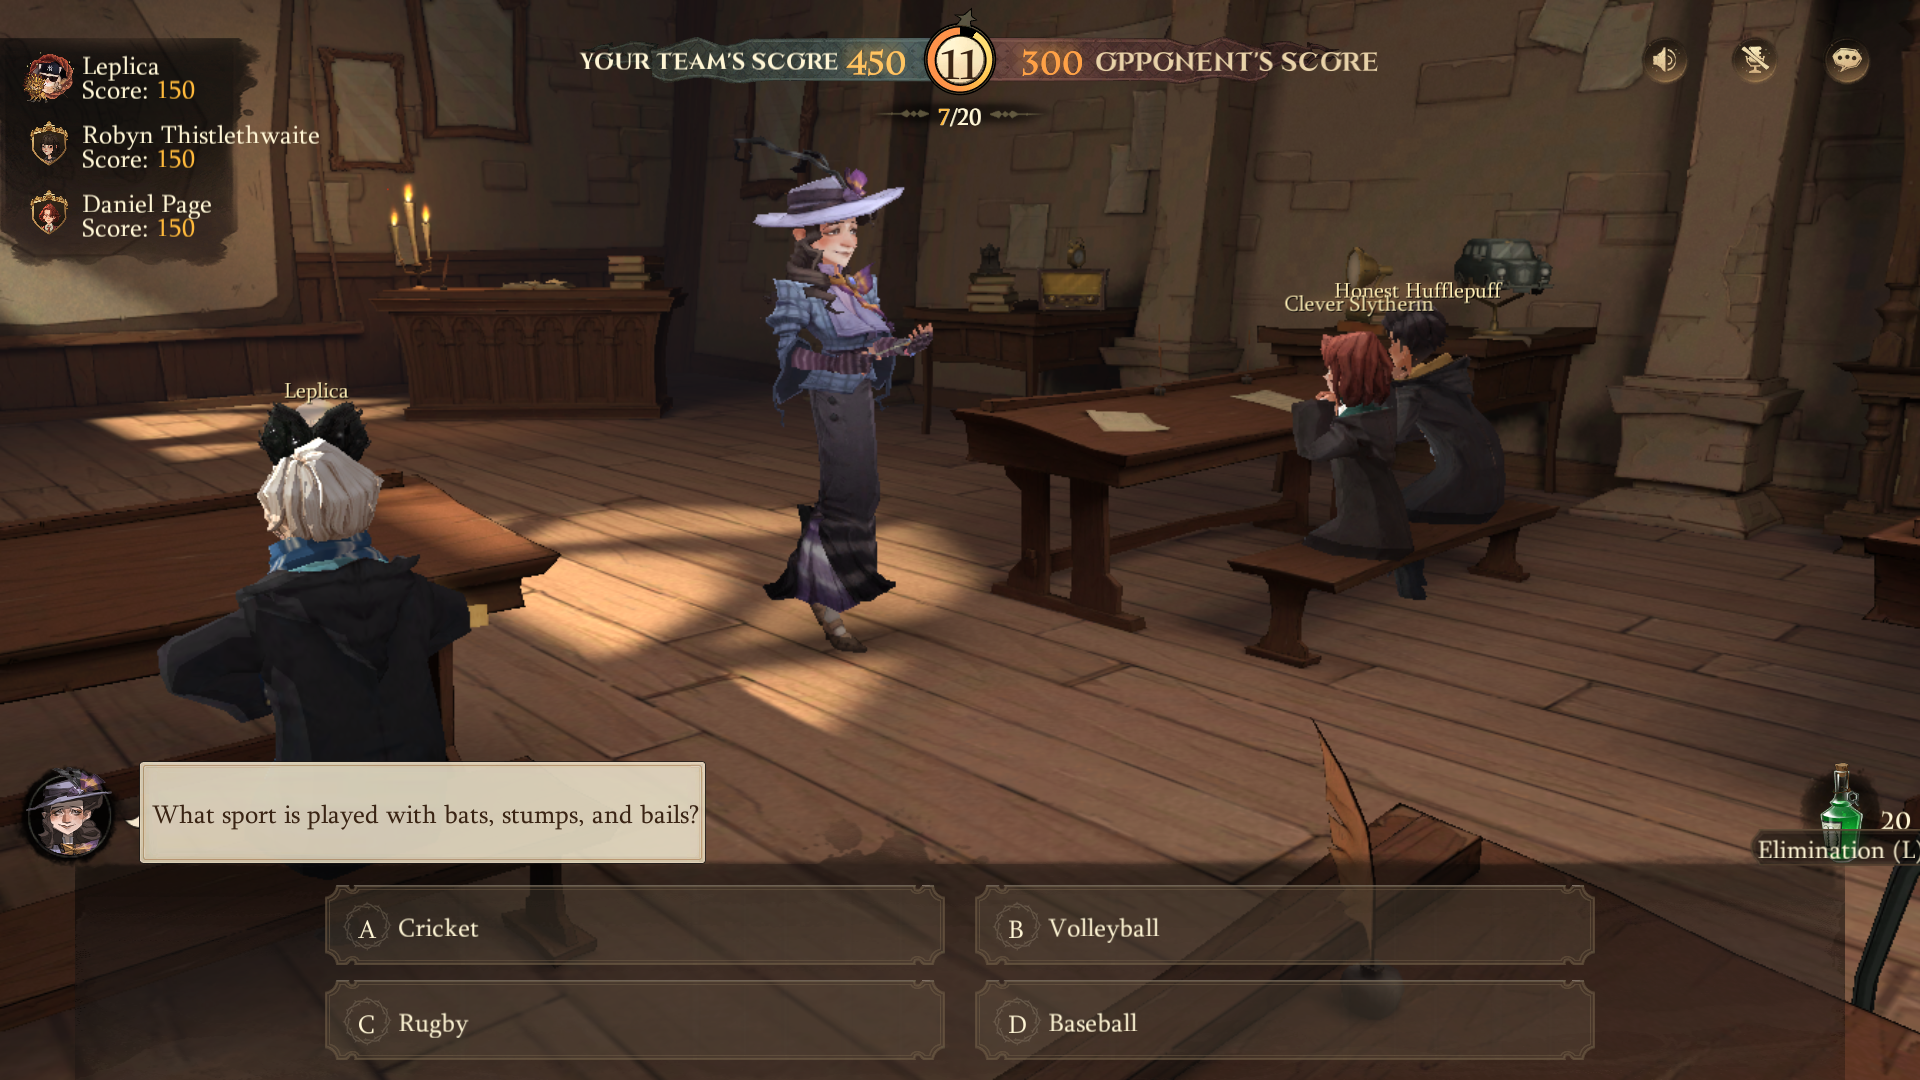 Leplica
Score: 150
Robyn Thistlethwaite
Score: 150
Daniel Page
Score: 150
YOUR TEAM'S SCORE 450
11
300 OPPONENT'S SCORE
7/20
Honest Hufflepuff
Clever Slytherin
Leplica
What sport is played with bats, stumps, and bails?
20
Elimination (L)
A Cricket
B Volleyball
C Rugby
D Baseball